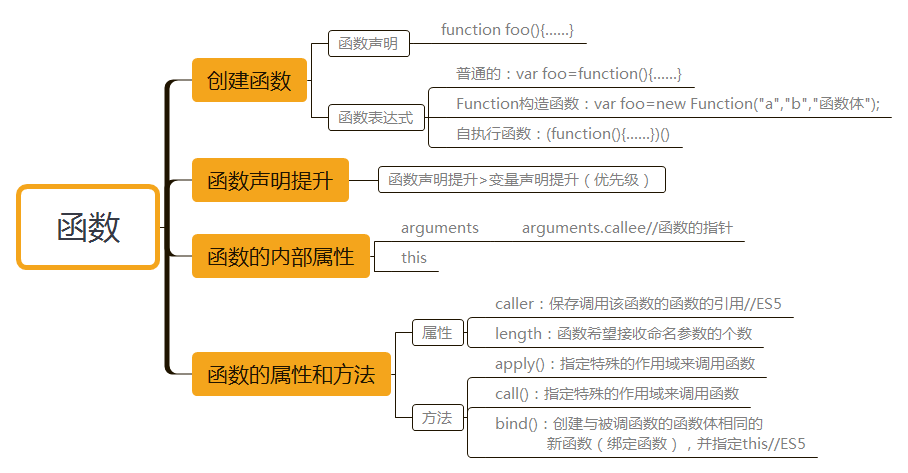 函数
创建函数
函数声明
function foo(){……}
函数表达式
普通的：var foo=function(){……}
Function构造函数：var foo=new Function("a","b","函数体");
自执行函数：(function(){……})()
函数声明提升
函数声明提升>变量声明提升（优先级）
函数的内部属性
arguments arguments.callee//函数的指针
this
函数的属性和方法
属性
caller：保存调用该函数的函数的引用//ES5
length：函数希望接收命名参数的个数
方法
apply()：指定特殊的作用域来调用函数
call()：指定特殊的作用域来调用函数
bind()：创建与被调函数的函数体相同的
新函数（绑定函数），并指定this//ES5